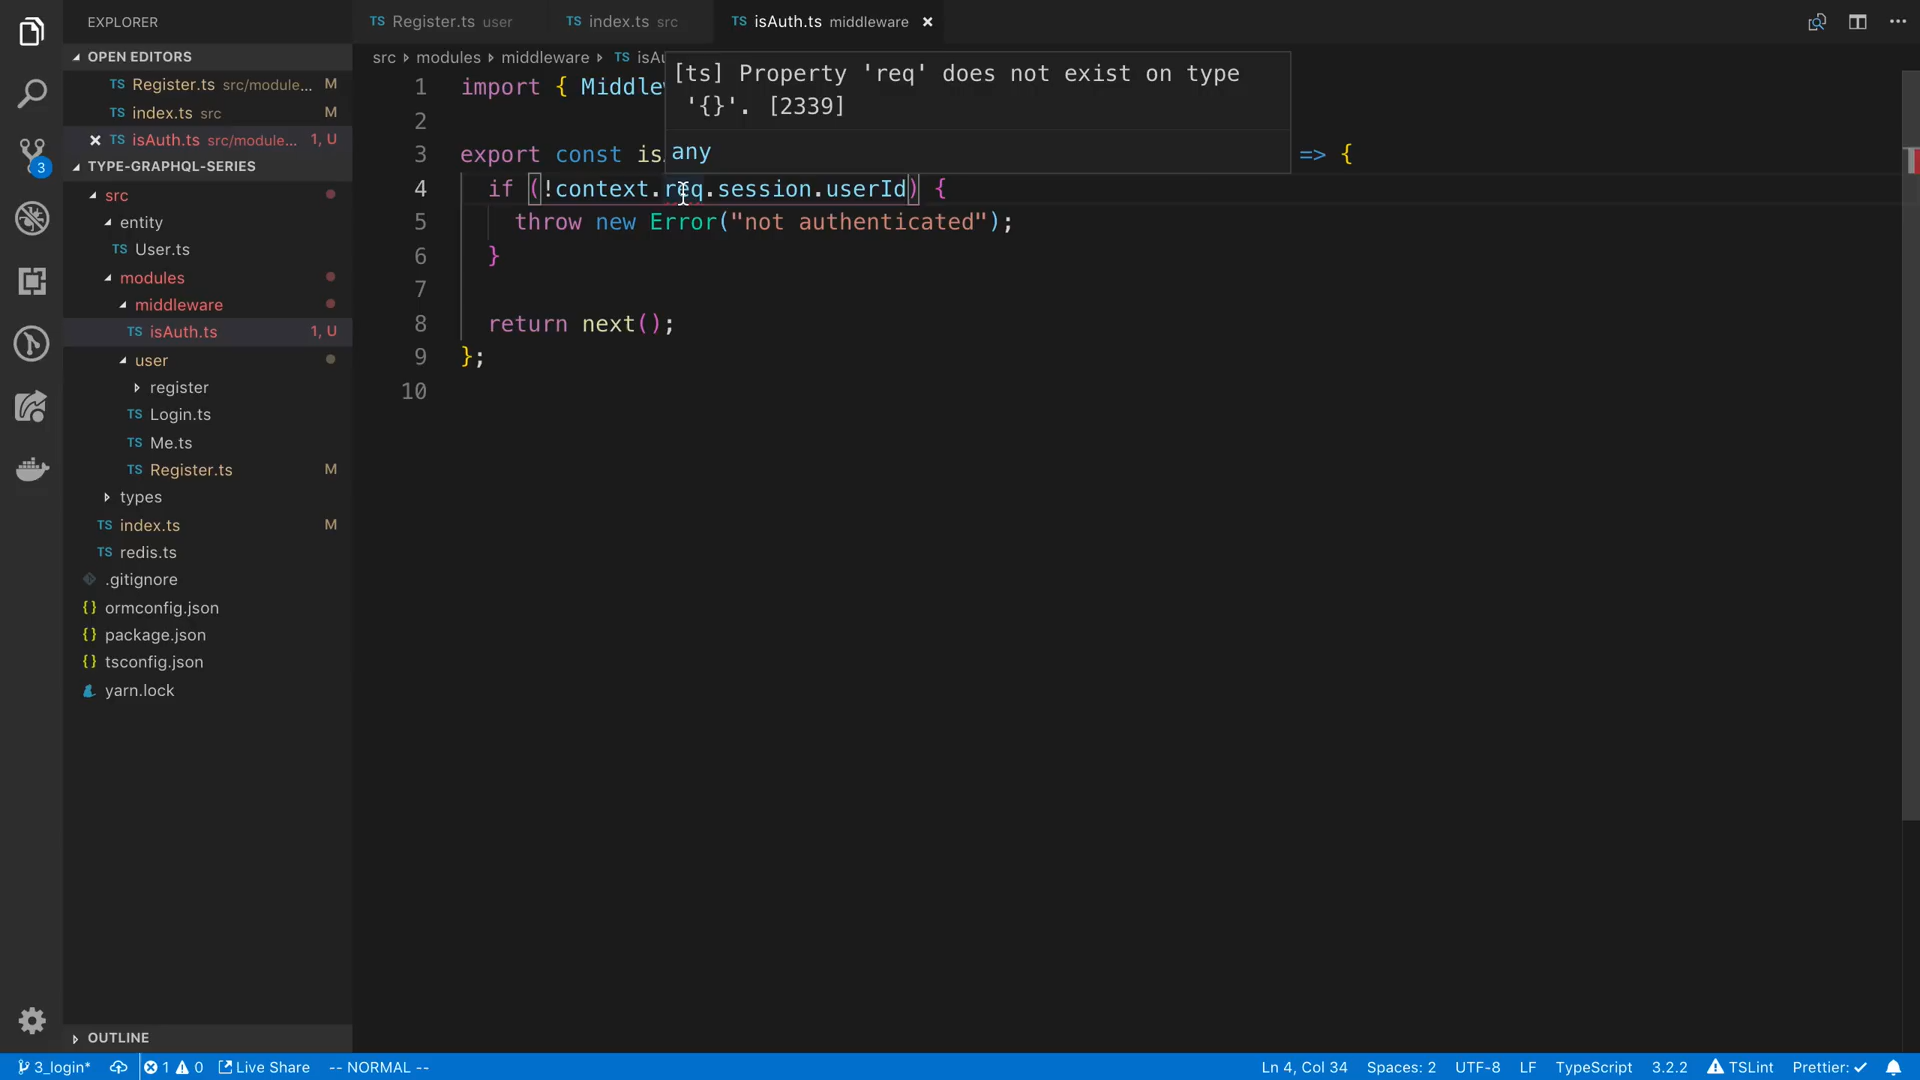 EXPLORER
OPEN EDITORS
TS Register.ts src/module... M
TS index.ts src M
TS isAuth.ts src/module... 1, U
TYPE-GRAPHQL-SERIES
src
entity
TS User.ts
modules
middleware
TS isAuth.ts 1, U
user
register
TS Login.ts
TS Me.ts
TS Register.ts M
types
TS index.ts M
TS redis.ts
.gitignore
{} ormconfig.json
{} package.json
{} tsconfig.json
yarn.lock
OUTLINE
3
TS Register.ts user
TS index.ts src
TS isAuth.ts middleware
src modules middleware TS isAu
[ts] Property 'req' does not exist on type
'{}'. [2339]
any
1 import { Middlew
2
3 export const is => {
4 if (!context.req.session.userId) {
5 throw new Error("not authenticated");
6 }
7
8 return next();
9 };
10
3_login* 1 0 Live Share -- NORMAL -- Ln 4, Col 34 Spaces: 2 UTF-8 LF TypeScript 3.2.2 TSLint Prettier: ✓